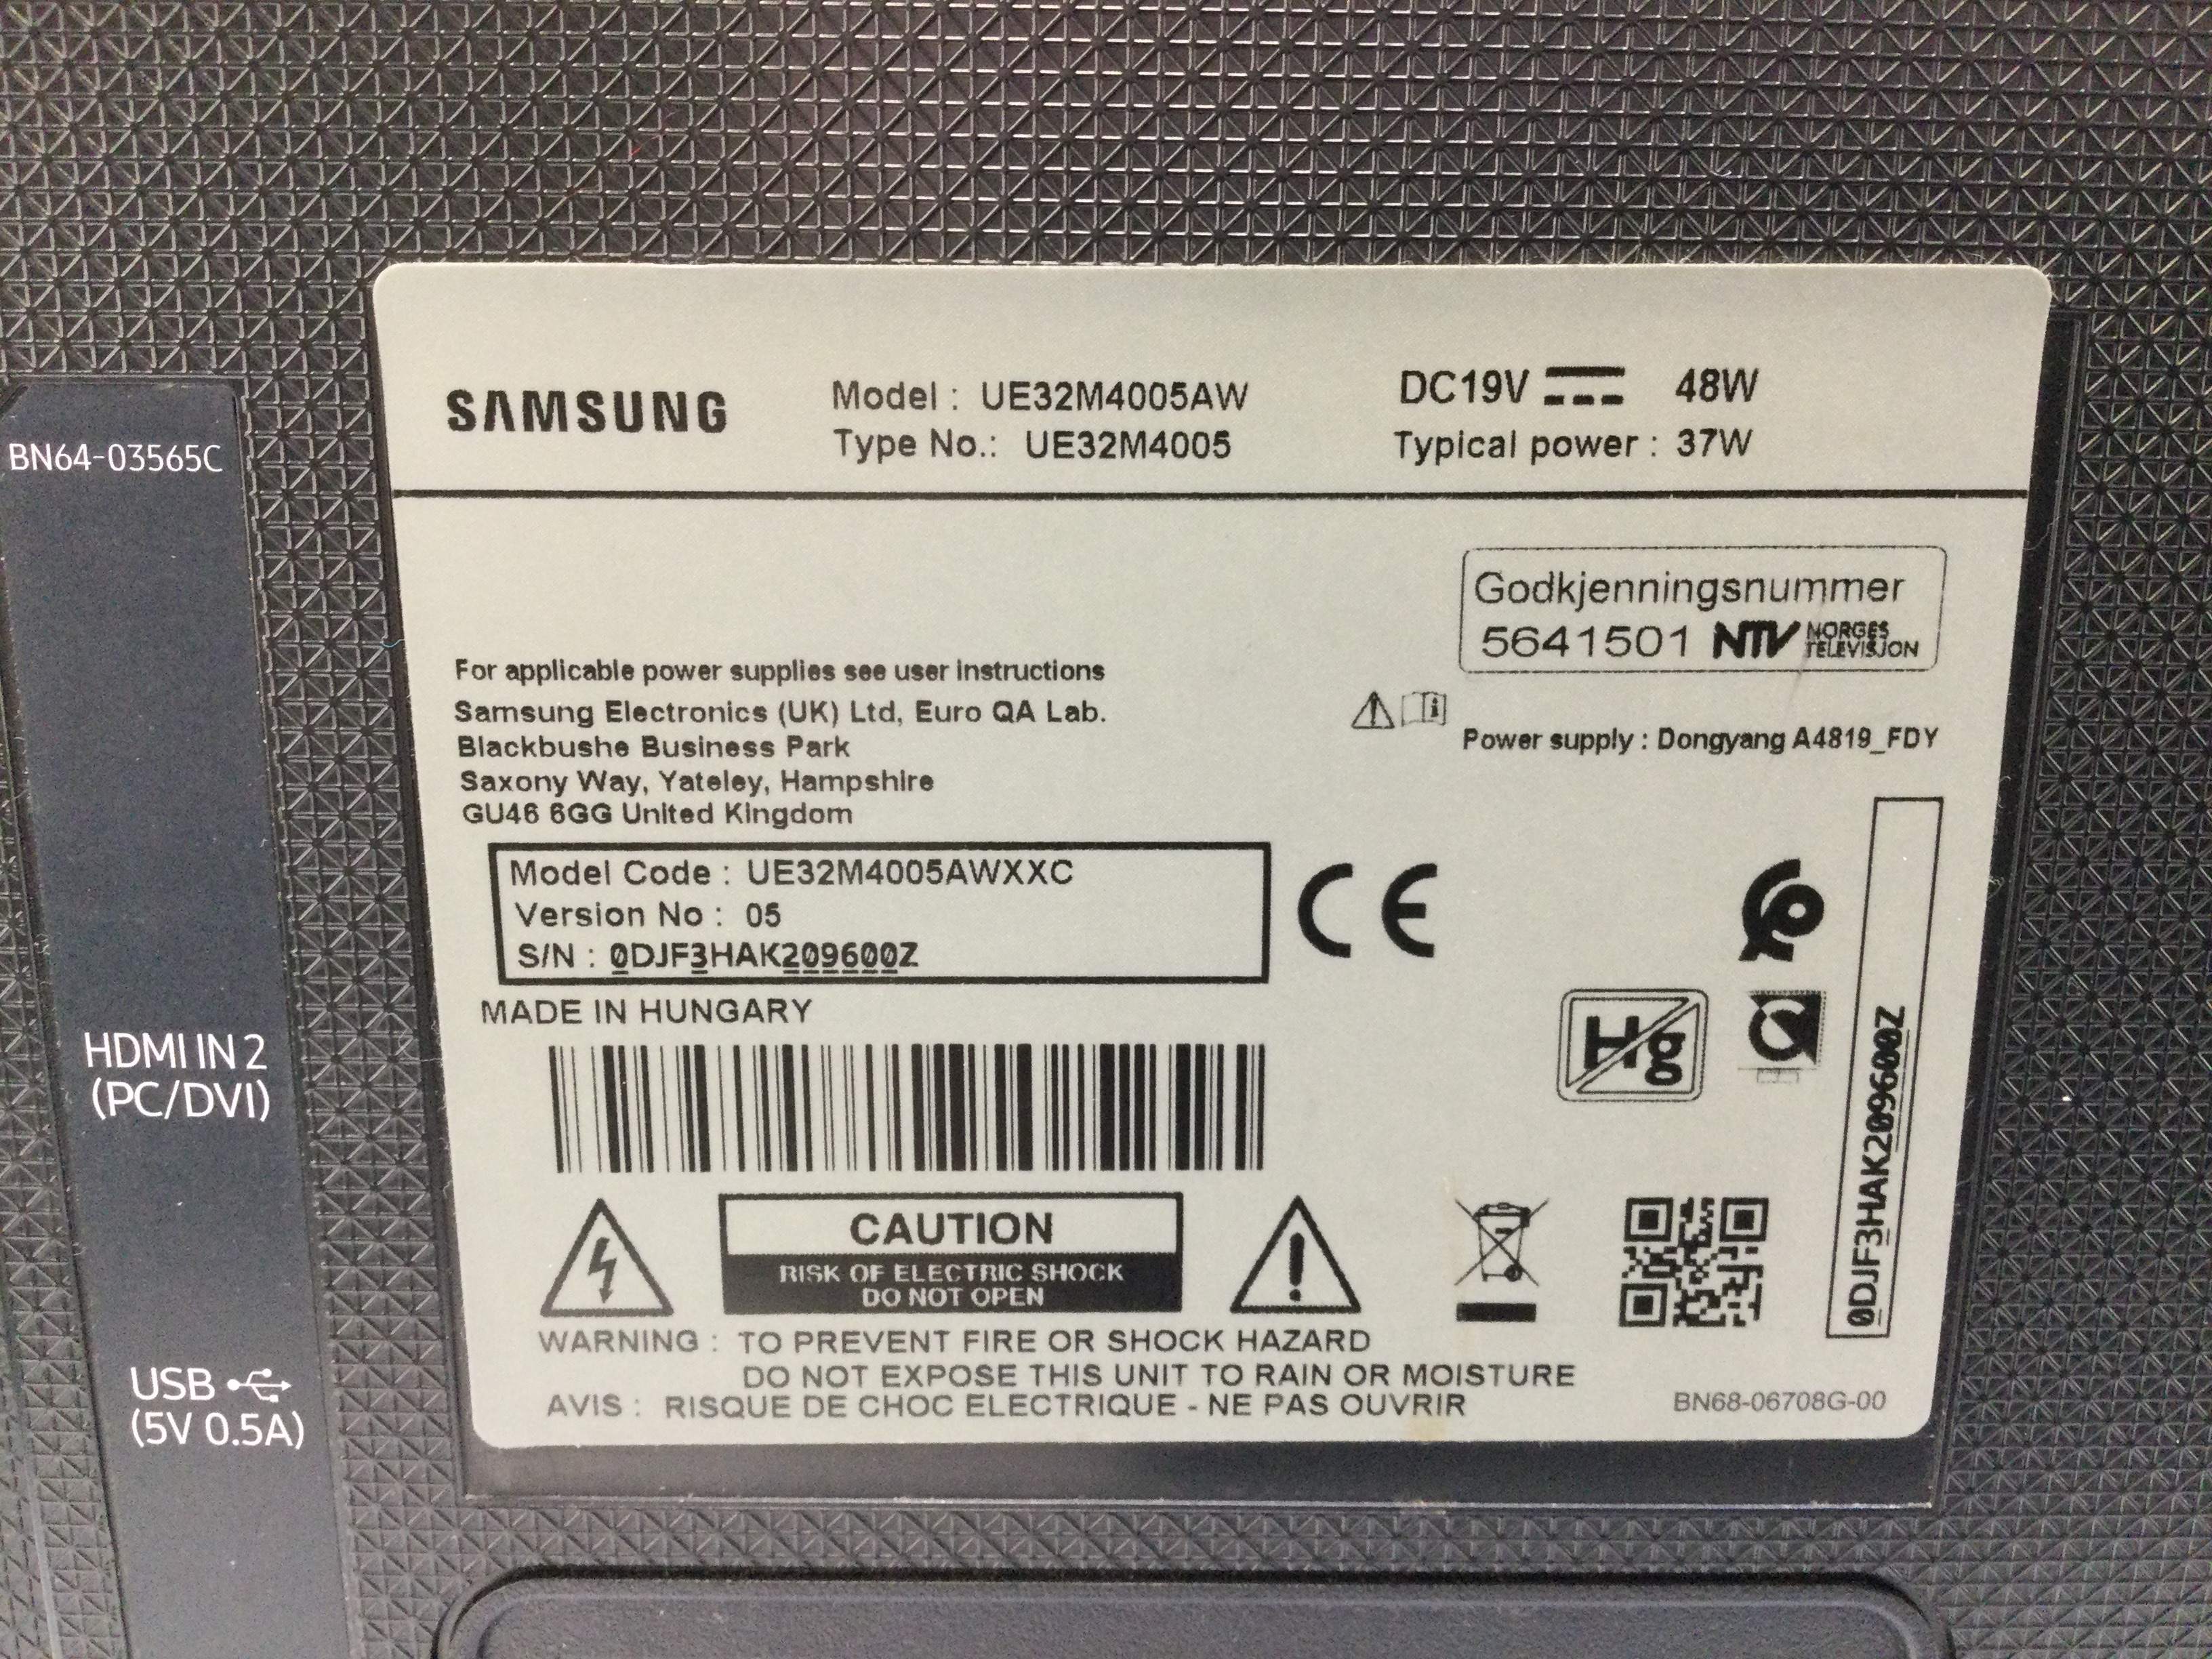 BN64-03565C
HDMI IN 2
(PC/DVI)
USB
(5V 0.5A)
SAMSUNG
Model : UE32M4005AW
Type No.: UE32M4005
DC19V 48W
Typical power : 37W
Godkjenningsnummer
5641501 NTV NORGES TELEVISJON
For applicable power supplies see user instructions
Samsung Electronics (UK) Ltd, Euro QA Lab.
Blackbushe Business Park
Saxony Way, Yateley, Hampshire
GU46 6GG United Kingdom
Power supply : Dongyang A4819_FDY
Model Code : UE32M4005AWXXC
Version No : 05
S/N : 0DJF3HAK209600Z
MADE IN HUNGARY
CE
Hg
0DJF3HAK209600Z
CAUTION
RISK OF ELECTRIC SHOCK
DO NOT OPEN
WARNING : TO PREVENT FIRE OR SHOCK HAZARD
DO NOT EXPOSE THIS UNIT TO RAIN OR MOISTURE
AVIS : RISQUE DE CHOC ELECTRIQUE - NE PAS OUVRIR
BN68-06708G-00